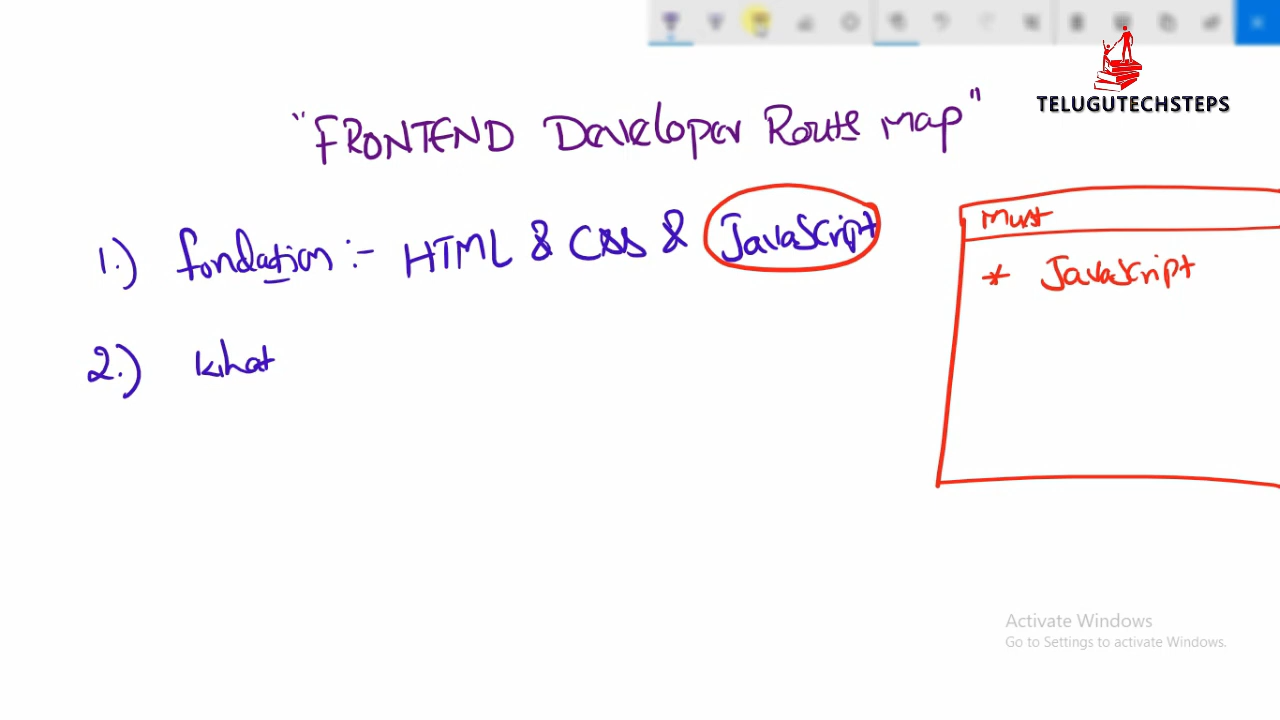 TELUGUTECHSTEPS
"FRONTEND Developer Route Map"
1.) fondation :- HTML & CSS & JavaScript
Must
* JavaScript
2.)
Activate Windows
Go to Settings to activate Windows.